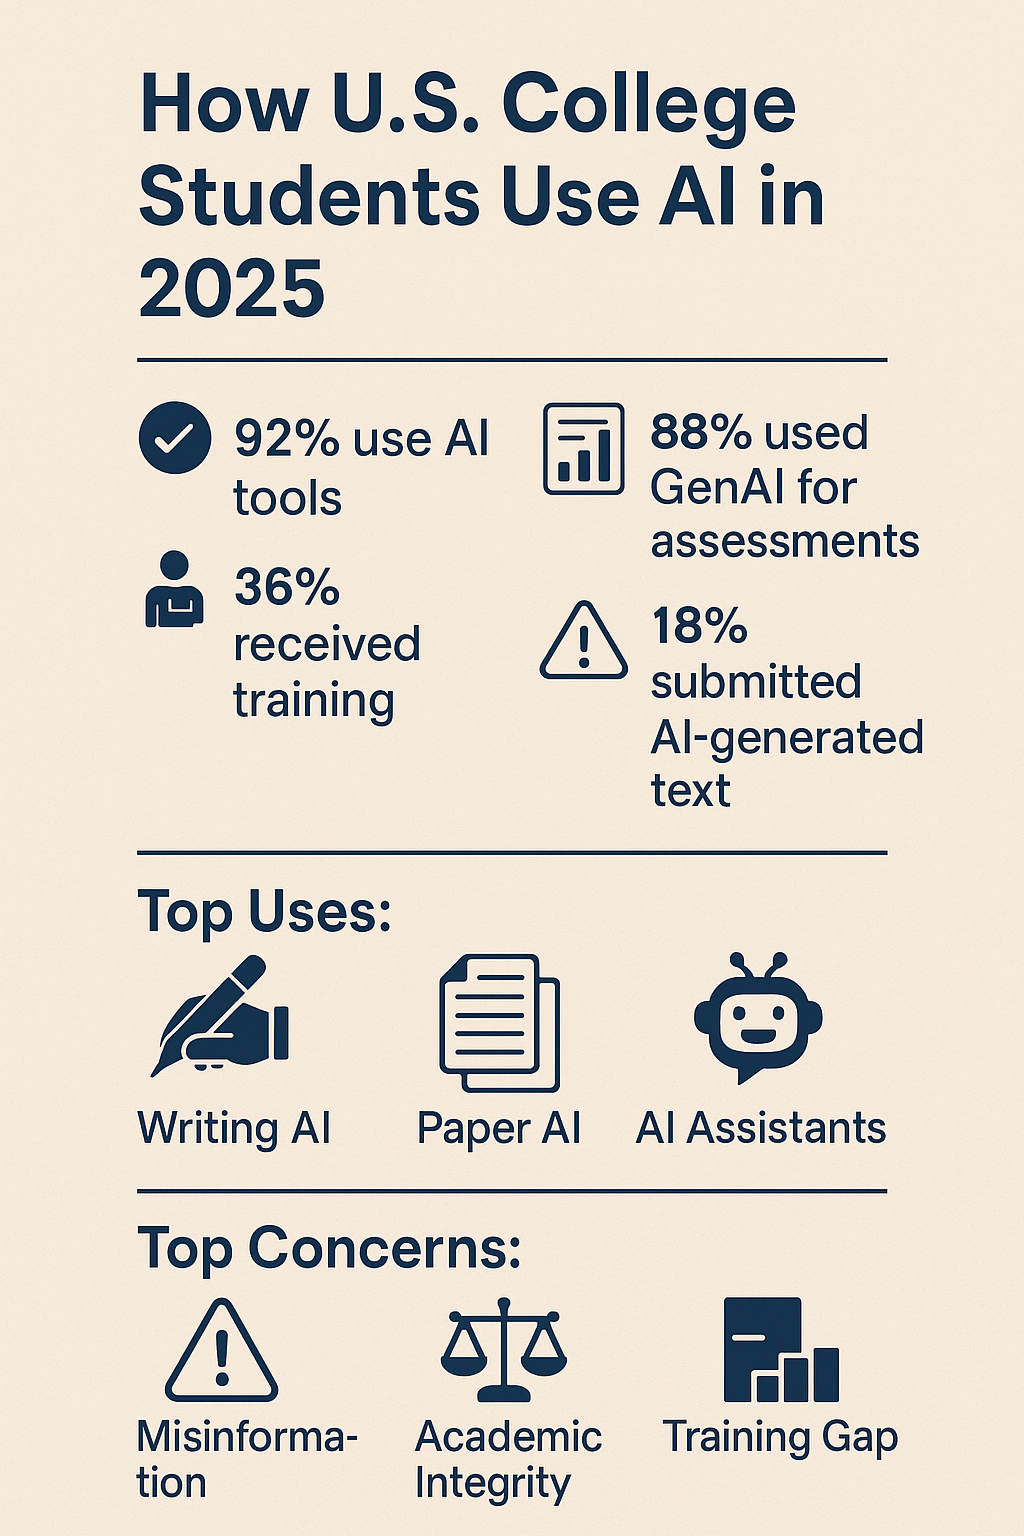 How U.S. College
Students Use AI in
2025
92% use AI
tools
36%
received
training
88% used
GenAI for
assessments
18%
submitted
AI-generated
text
Top Uses:
Writing AI
Paper AI
AI Assistants
Top Concerns:
Misinforma-
tion
Academic
Integrity
Training Gap